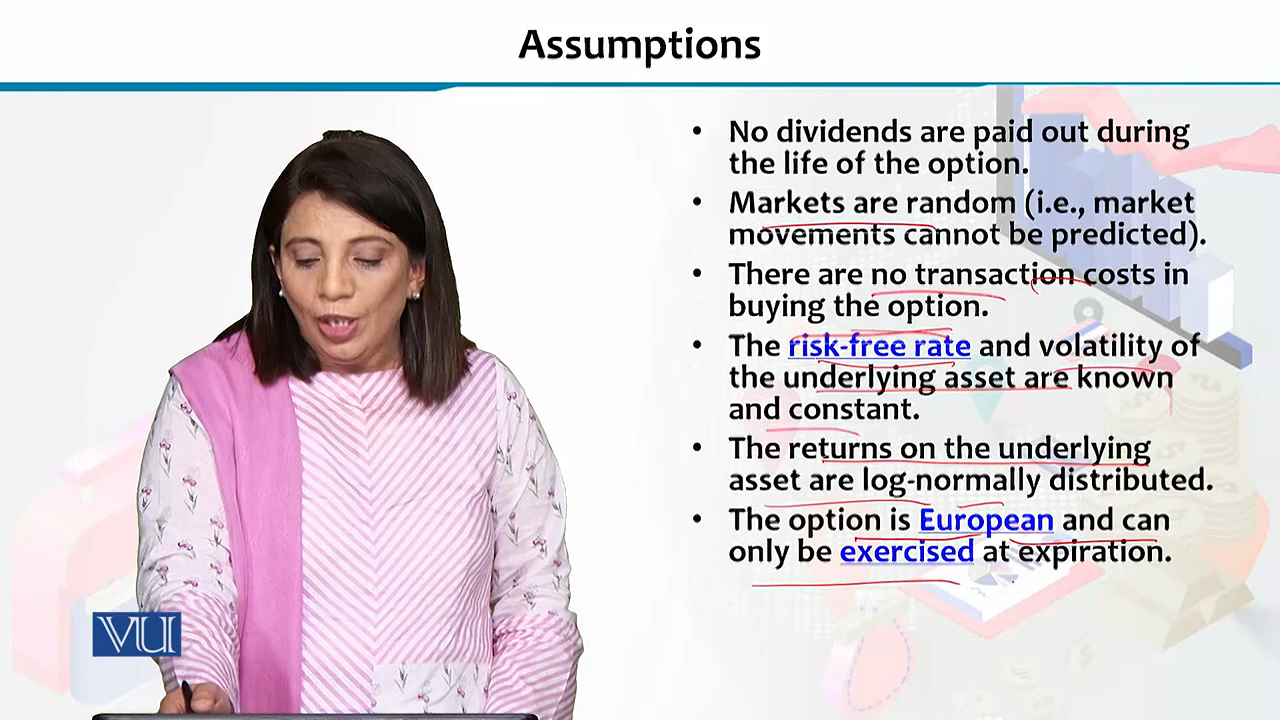 Assumptions
• No dividends are paid out during
the life of the option.
• Markets are random (i.e., market
movements cannot be predicted).
• There are no transaction costs in
buying the option.
• The risk-free rate and volatility of
the underlying asset are known
and constant.
• The returns on the underlying
asset are log-normally distributed.
• The option is European and can
only be exercised at expiration.
VU